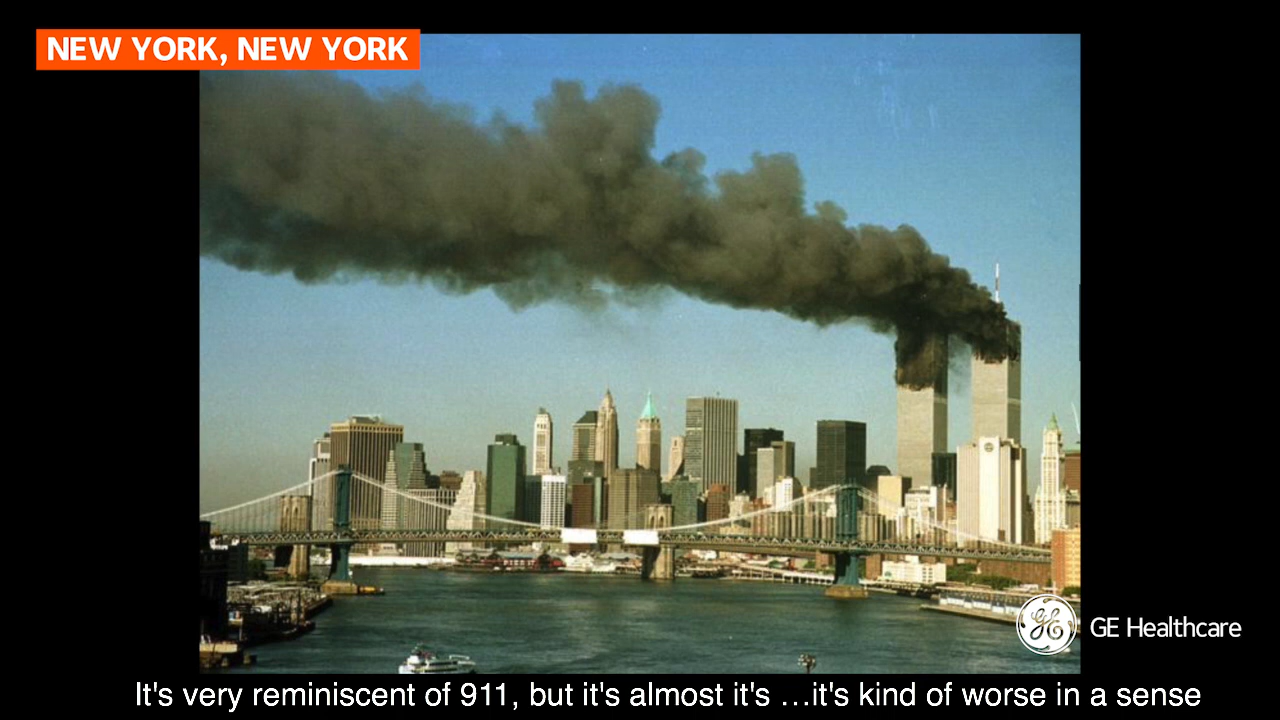 NEW YORK, NEW YORK
GE Healthcare
It's very reminiscent of 911, but it's almost it's …it's kind of worse in a sense